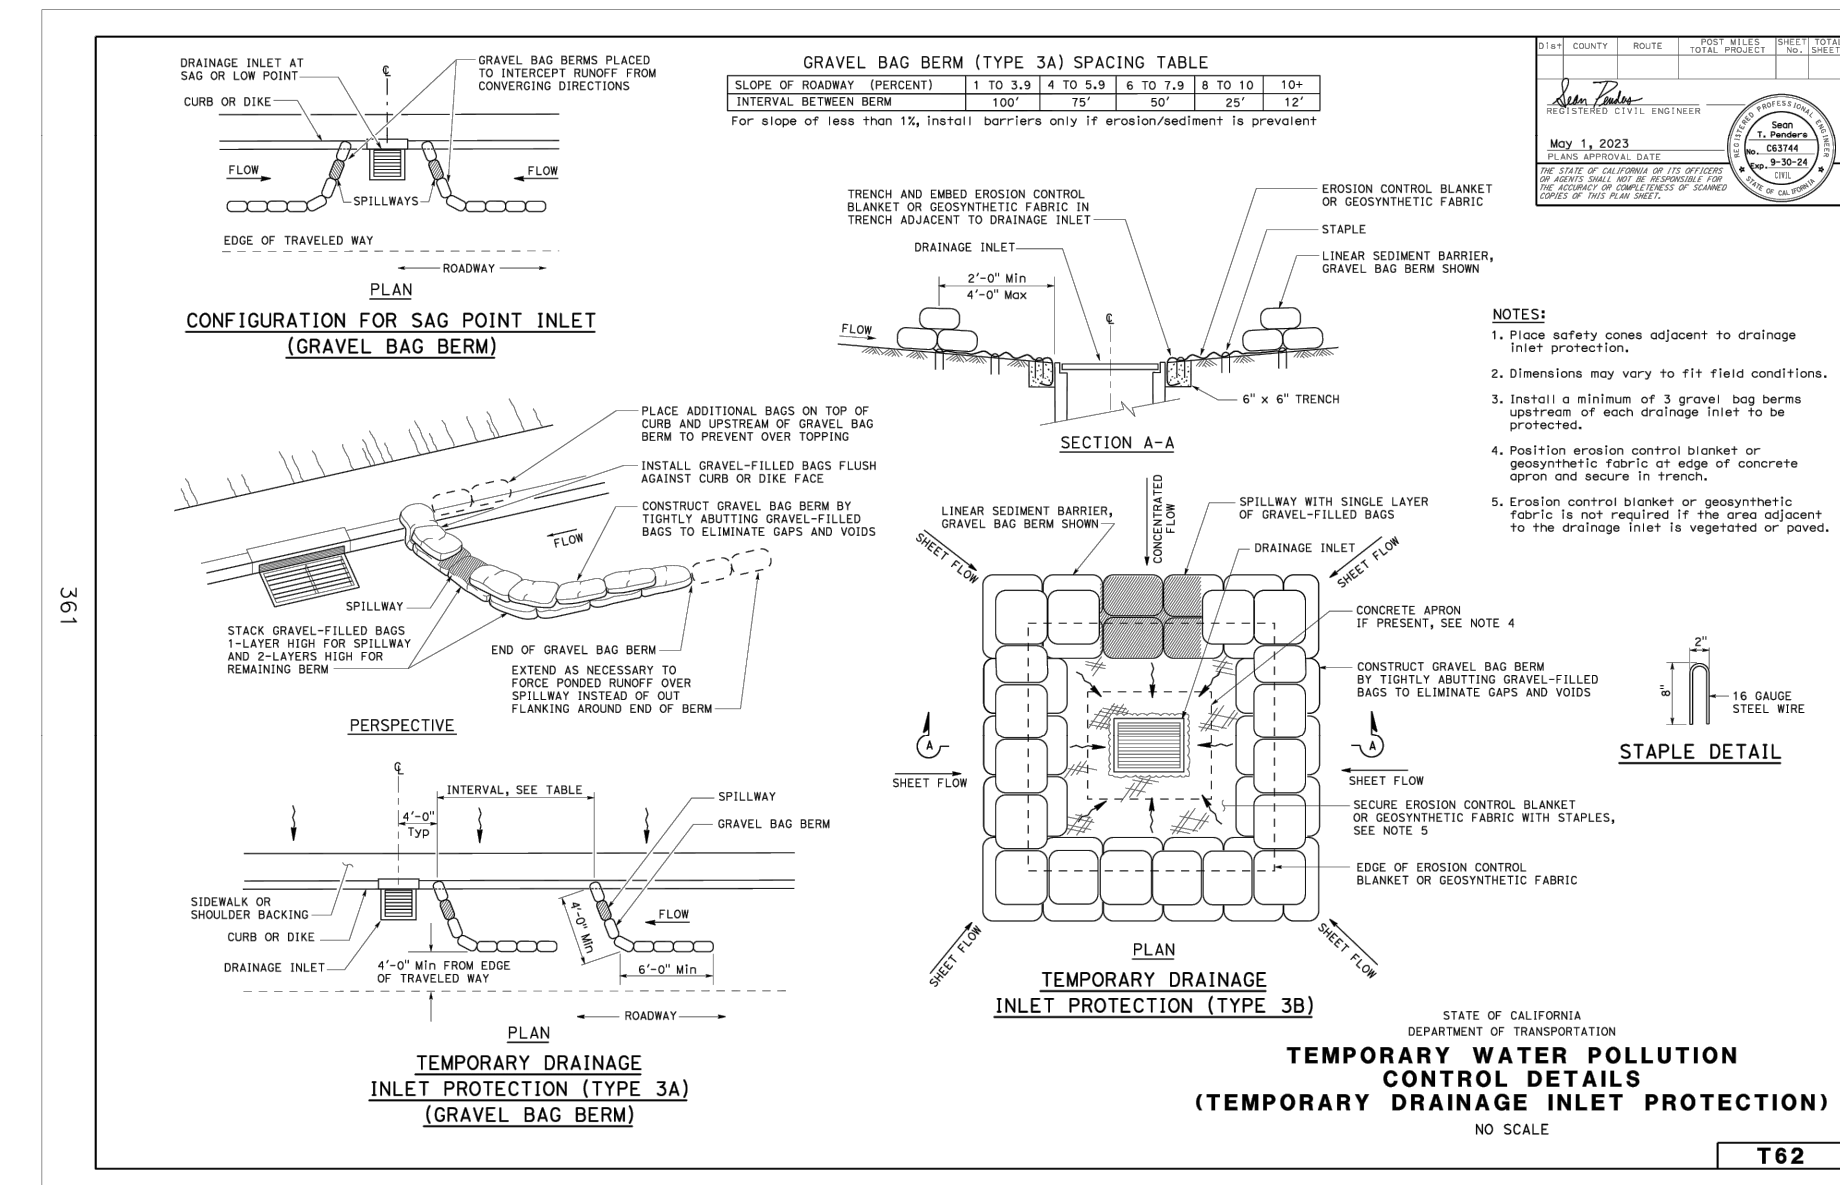 DRAINAGE INLET AT
SAG OR LOW POINT
CURB OR DIKE
℄
GRAVEL BAG BERMS PLACED
TO INTERCEPT RUNOFF FROM
CONVERGING DIRECTIONS
FLOW
FLOW
SPILLWAYS
EDGE OF TRAVELED WAY
ROADWAY
PLAN
CONFIGURATION FOR SAG POINT INLET
(GRAVEL BAG BERM)
GRAVEL BAG BERM (TYPE 3A) SPACING TABLE
SLOPE OF ROADWAY (PERCENT) 1 TO 3.9 4 TO 5.9 6 TO 7.9 8 TO 10 10+
INTERVAL BETWEEN BERM 100' 75' 50' 25' 12'
For slope of less than 1%, install barriers only if erosion/sediment is prevalent
Dist COUNTY ROUTE POST MILES TOTAL PROJECT SHEET No. TOTAL SHEET
Sean Penders
REGISTERED CIVIL ENGINEER
May 1, 2023
PLANS APPROVAL DATE
THE STATE OF CALIFORNIA OR ITS OFFICERS
OR AGENTS SHALL NOT BE RESPONSIBLE FOR
THE ACCURACY OR COMPLETENESS OF SCANNED
COPIES OF THIS PLAN SHEET.
REGISTERED PROFESSIONAL ENGINEER
Sean
T. Penders
No. C63744
Exp. 9-30-24
CIVIL
STATE OF CALIFORNIA
TRENCH AND EMBED EROSION CONTROL
BLANKET OR GEOSYNTHETIC FABRIC IN
TRENCH ADJACENT TO DRAINAGE INLET
DRAINAGE INLET
2'-0" Min
4'-0" Max
FLOW
℄
EROSION CONTROL BLANKET
OR GEOSYNTHETIC FABRIC
STAPLE
LINEAR SEDIMENT BARRIER,
GRAVEL BAG BERM SHOWN
6" x 6" TRENCH
SECTION A-A
NOTES:
1. Place safety cones adjacent to drainage
inlet protection.
2. Dimensions may vary to fit field conditions.
3. Install a minimum of 3 gravel bag berms
upstream of each drainage inlet to be
protected.
4. Position erosion control blanket or
geosynthetic fabric at edge of concrete
apron and secure in trench.
5. Erosion control blanket or geosynthetic
fabric is not required if the area adjacent
to the drainage inlet is vegetated or paved.
PLACE ADDITIONAL BAGS ON TOP OF
CURB AND UPSTREAM OF GRAVEL BAG
BERM TO PREVENT OVER TOPPING
INSTALL GRAVEL-FILLED BAGS FLUSH
AGAINST CURB OR DIKE FACE
CONSTRUCT GRAVEL BAG BERM BY
TIGHTLY ABUTTING GRAVEL-FILLED
BAGS TO ELIMINATE GAPS AND VOIDS
FLOW
SPILLWAY
STACK GRAVEL-FILLED BAGS
1-LAYER HIGH FOR SPILLWAY
AND 2-LAYERS HIGH FOR
REMAINING BERM
END OF GRAVEL BAG BERM
EXTEND AS NECESSARY TO
FORCE PONDED RUNOFF OVER
SPILLWAY INSTEAD OF OUT
FLANKING AROUND END OF BERM
PERSPECTIVE
361
℄
INTERVAL, SEE TABLE
4'-0"
Typ
SPILLWAY
GRAVEL BAG BERM
SIDEWALK OR
SHOULDER BACKING
CURB OR DIKE
DRAINAGE INLET
4'-0" Min
FLOW
4'-0" Min FROM EDGE
OF TRAVELED WAY
6'-0" Min
ROADWAY
PLAN
TEMPORARY DRAINAGE
INLET PROTECTION (TYPE 3A)
(GRAVEL BAG BERM)
LINEAR SEDIMENT BARRIER,
GRAVEL BAG BERM SHOWN
CONCENTRATED
FLOW
SPILLWAY WITH SINGLE LAYER
OF GRAVEL-FILLED BAGS
DRAINAGE INLET
SHEET FLOW
SHEET FLOW
CONCRETE APRON
IF PRESENT, SEE NOTE 4
CONSTRUCT GRAVEL BAG BERM
BY TIGHTLY ABUTTING GRAVEL-FILLED
BAGS TO ELIMINATE GAPS AND VOIDS
A
A
SHEET FLOW
SHEET FLOW
SECURE EROSION CONTROL BLANKET
OR GEOSYNTHETIC FABRIC WITH STAPLES,
SEE NOTE 5
EDGE OF EROSION CONTROL
BLANKET OR GEOSYNTHETIC FABRIC
SHEET FLOW
SHEET FLOW
PLAN
TEMPORARY DRAINAGE
INLET PROTECTION (TYPE 3B)
2"
8"
16 GAUGE
STEEL WIRE
STAPLE DETAIL
STATE OF CALIFORNIA
DEPARTMENT OF TRANSPORTATION
TEMPORARY WATER POLLUTION
CONTROL DETAILS
(TEMPORARY DRAINAGE INLET PROTECTION)
NO SCALE
T62